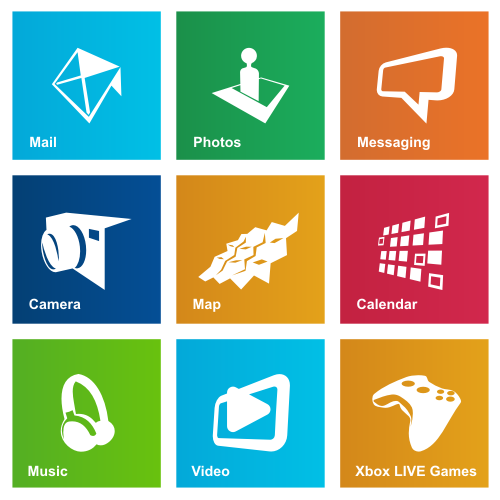 Mail
Photos
Messaging
Camera
Map
Calendar
Music
Video
Xbox LIVE Games